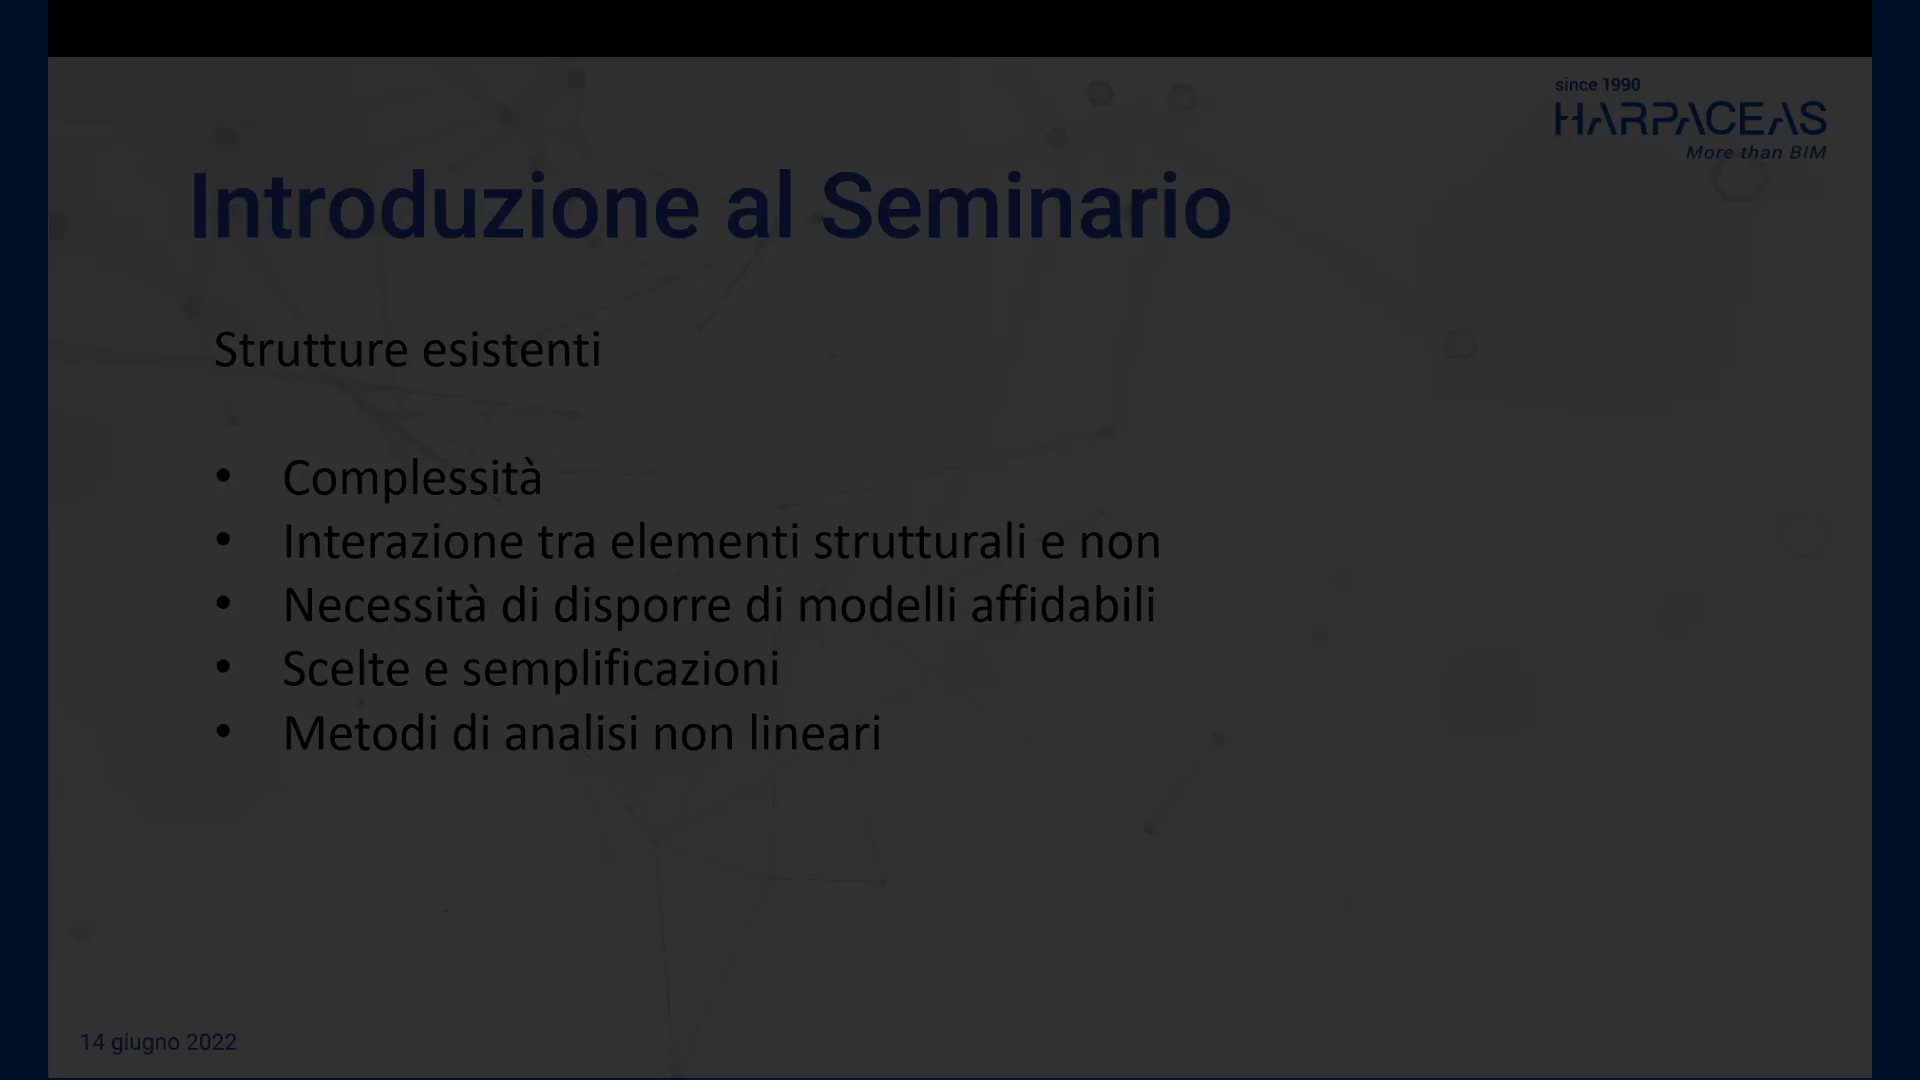 since 1990
HARPACEAS
More than BIM
Introduzione al Seminario
Strutture esistenti
• Complessità
• Interazione tra elementi strutturali e non
• Necessità di disporre di modelli affidabili
• Scelte e semplificazioni
• Metodi di analisi non lineari
14 giugno 2022